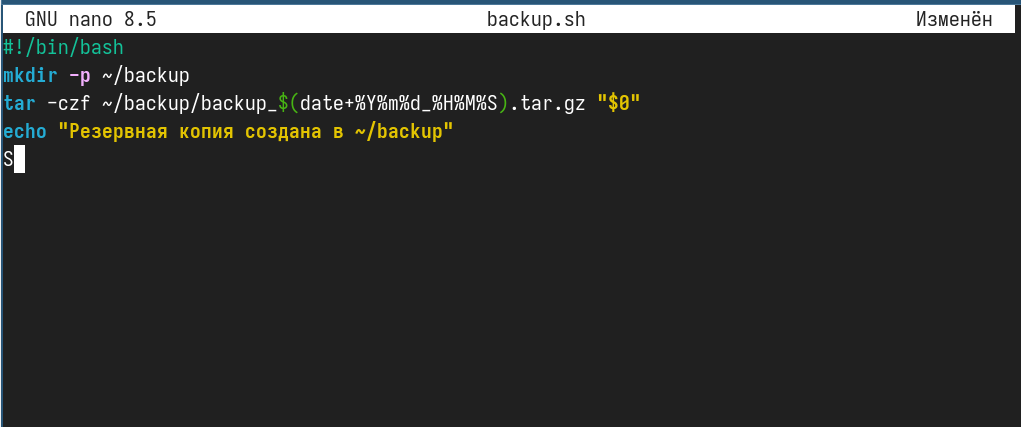 GNU nano 8.5 backup.sh Изменён
#!/bin/bash
mkdir -p ~/backup
tar -czf ~/backup/backup_$(date+%Y%m%d_%H%M%S).tar.gz "$0"
echo "Резервная копия создана в ~/backup"
S